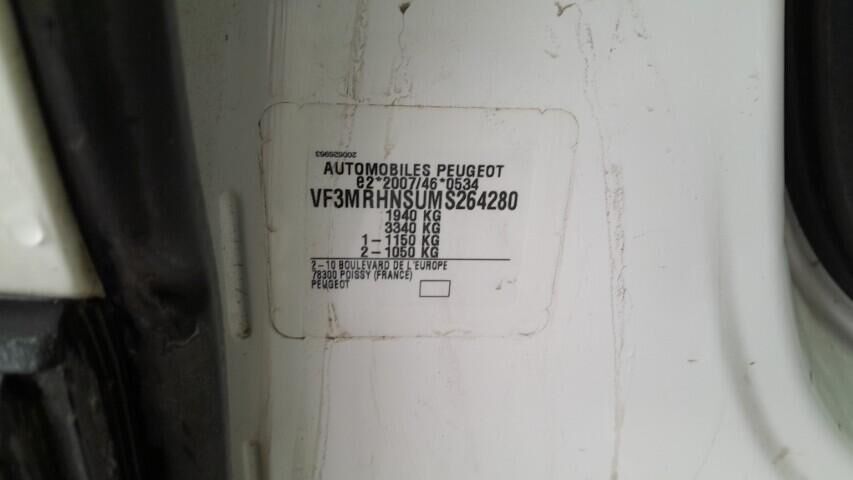 200626963
AUTOMOBILES PEUGEOT
e2*2007/46*0534
VF3MRHNSUMS264280
1940 KG
3340 KG
1-1150 KG
2-1050 KG
2-10 BOULEVARD DE L'EUROPE
78300 POISSY (FRANCE)
PEUGEOT